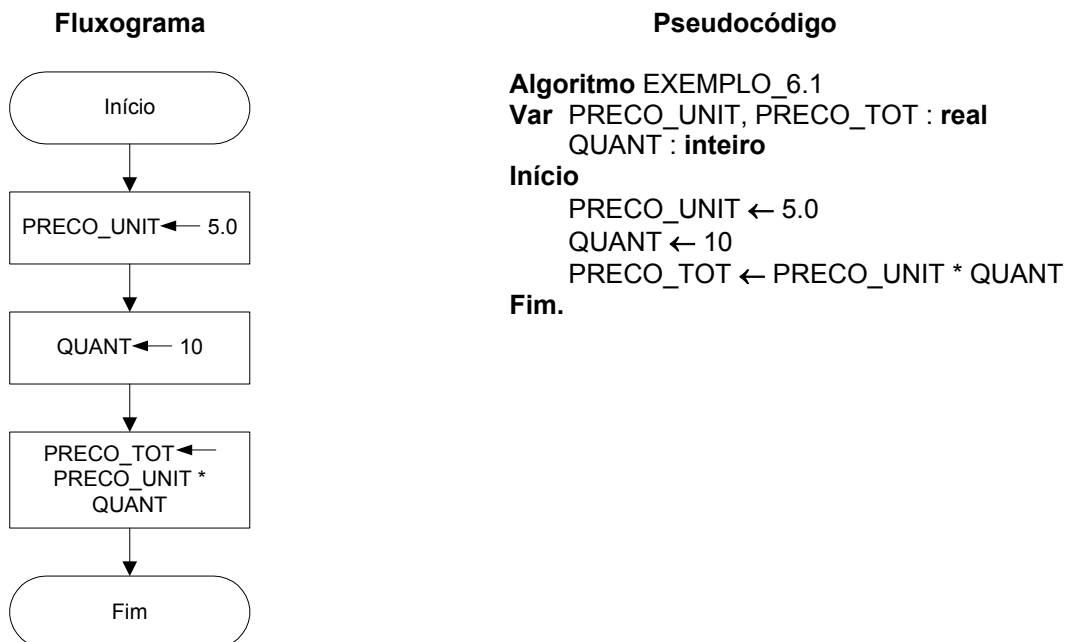 Fluxograma
Início
PRECO_UNIT ← 5.0
QUANT ← 10
PRECO_TOT ←
PRECO_UNIT *
QUANT
Fim
Pseudocódigo
Algoritmo EXEMPLO_6.1
Var PRECO_UNIT, PRECO_TOT : real
QUANT : inteiro
Início
PRECO_UNIT ← 5.0
QUANT ← 10
PRECO_TOT ← PRECO_UNIT * QUANT
Fim.